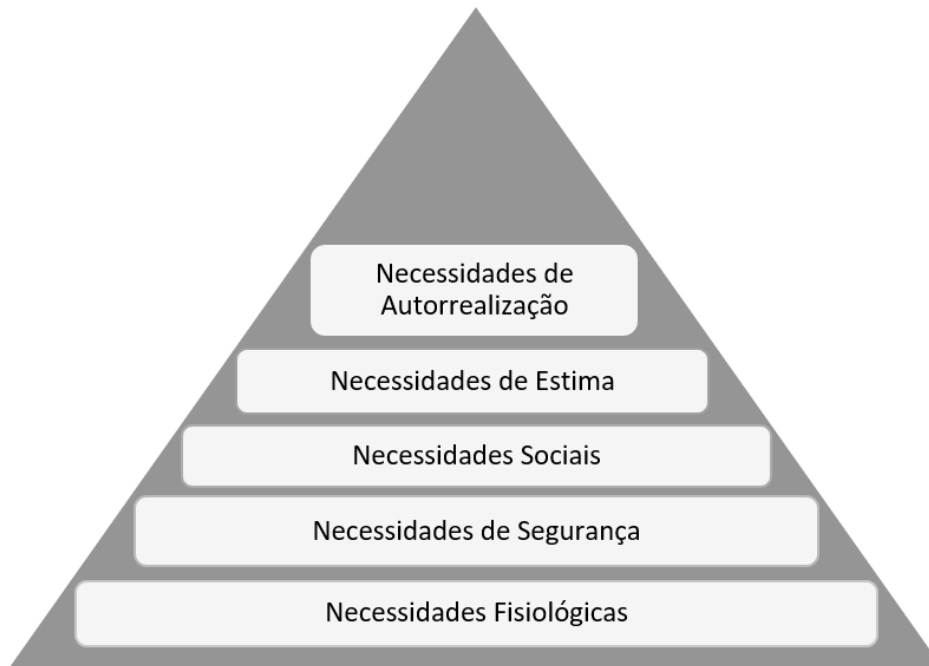 Necessidades de
Autorrealização
Necessidades de Estima
Necessidades Sociais
Necessidades de Segurança
Necessidades Fisiológicas